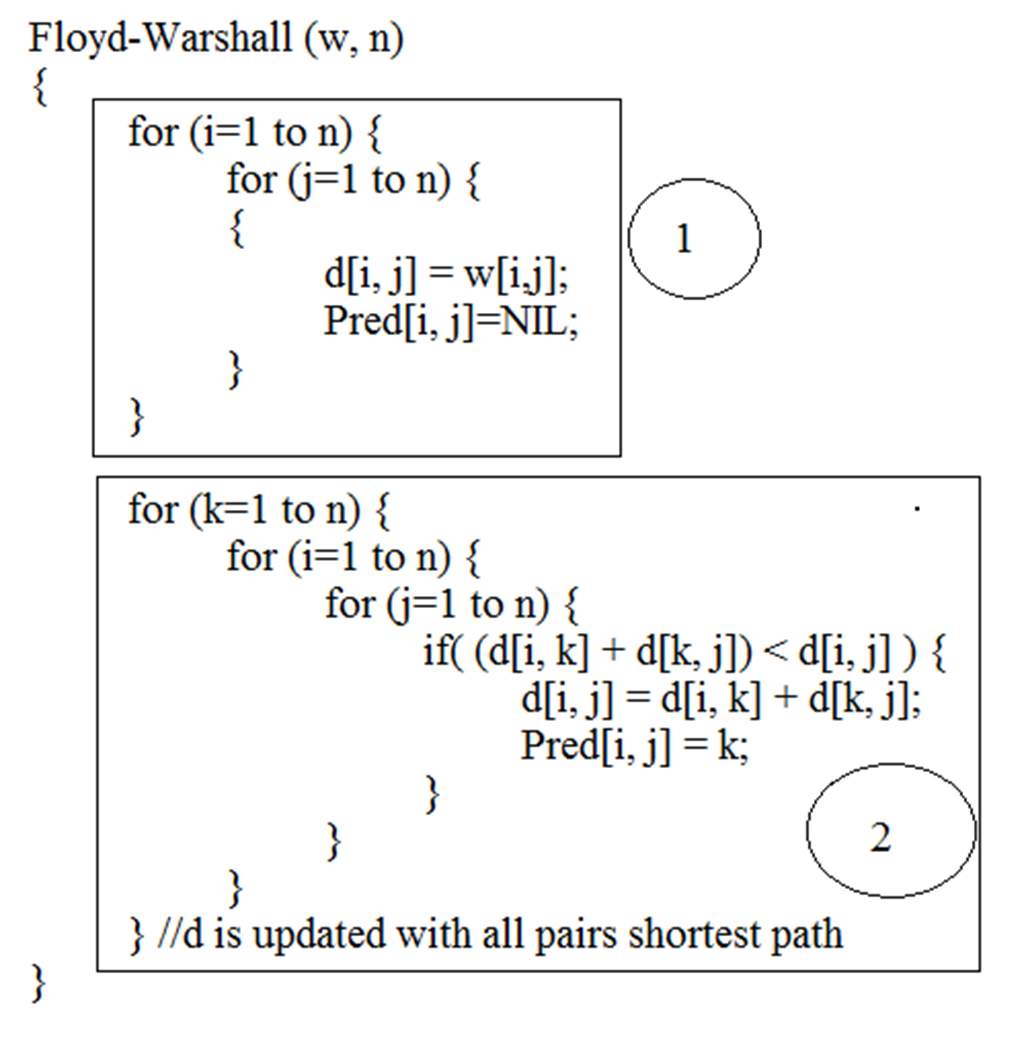 Floyd-Warshall (w, n)
{
for (i=1 to n) {
for (j=1 to n) {
{
d[i, j] = w[i,j];
Pred[i, j]=NIL;
}
}
1
for (k=1 to n) {
for (i=1 to n) {
for (j=1 to n) {
if( (d[i, k] + d[k, j]) < d[i, j] ) {
d[i, j] = d[i, k] + d[k, j];
Pred[i, j] = k;
}
}
}
} //d is updated with all pairs shortest path
2
}